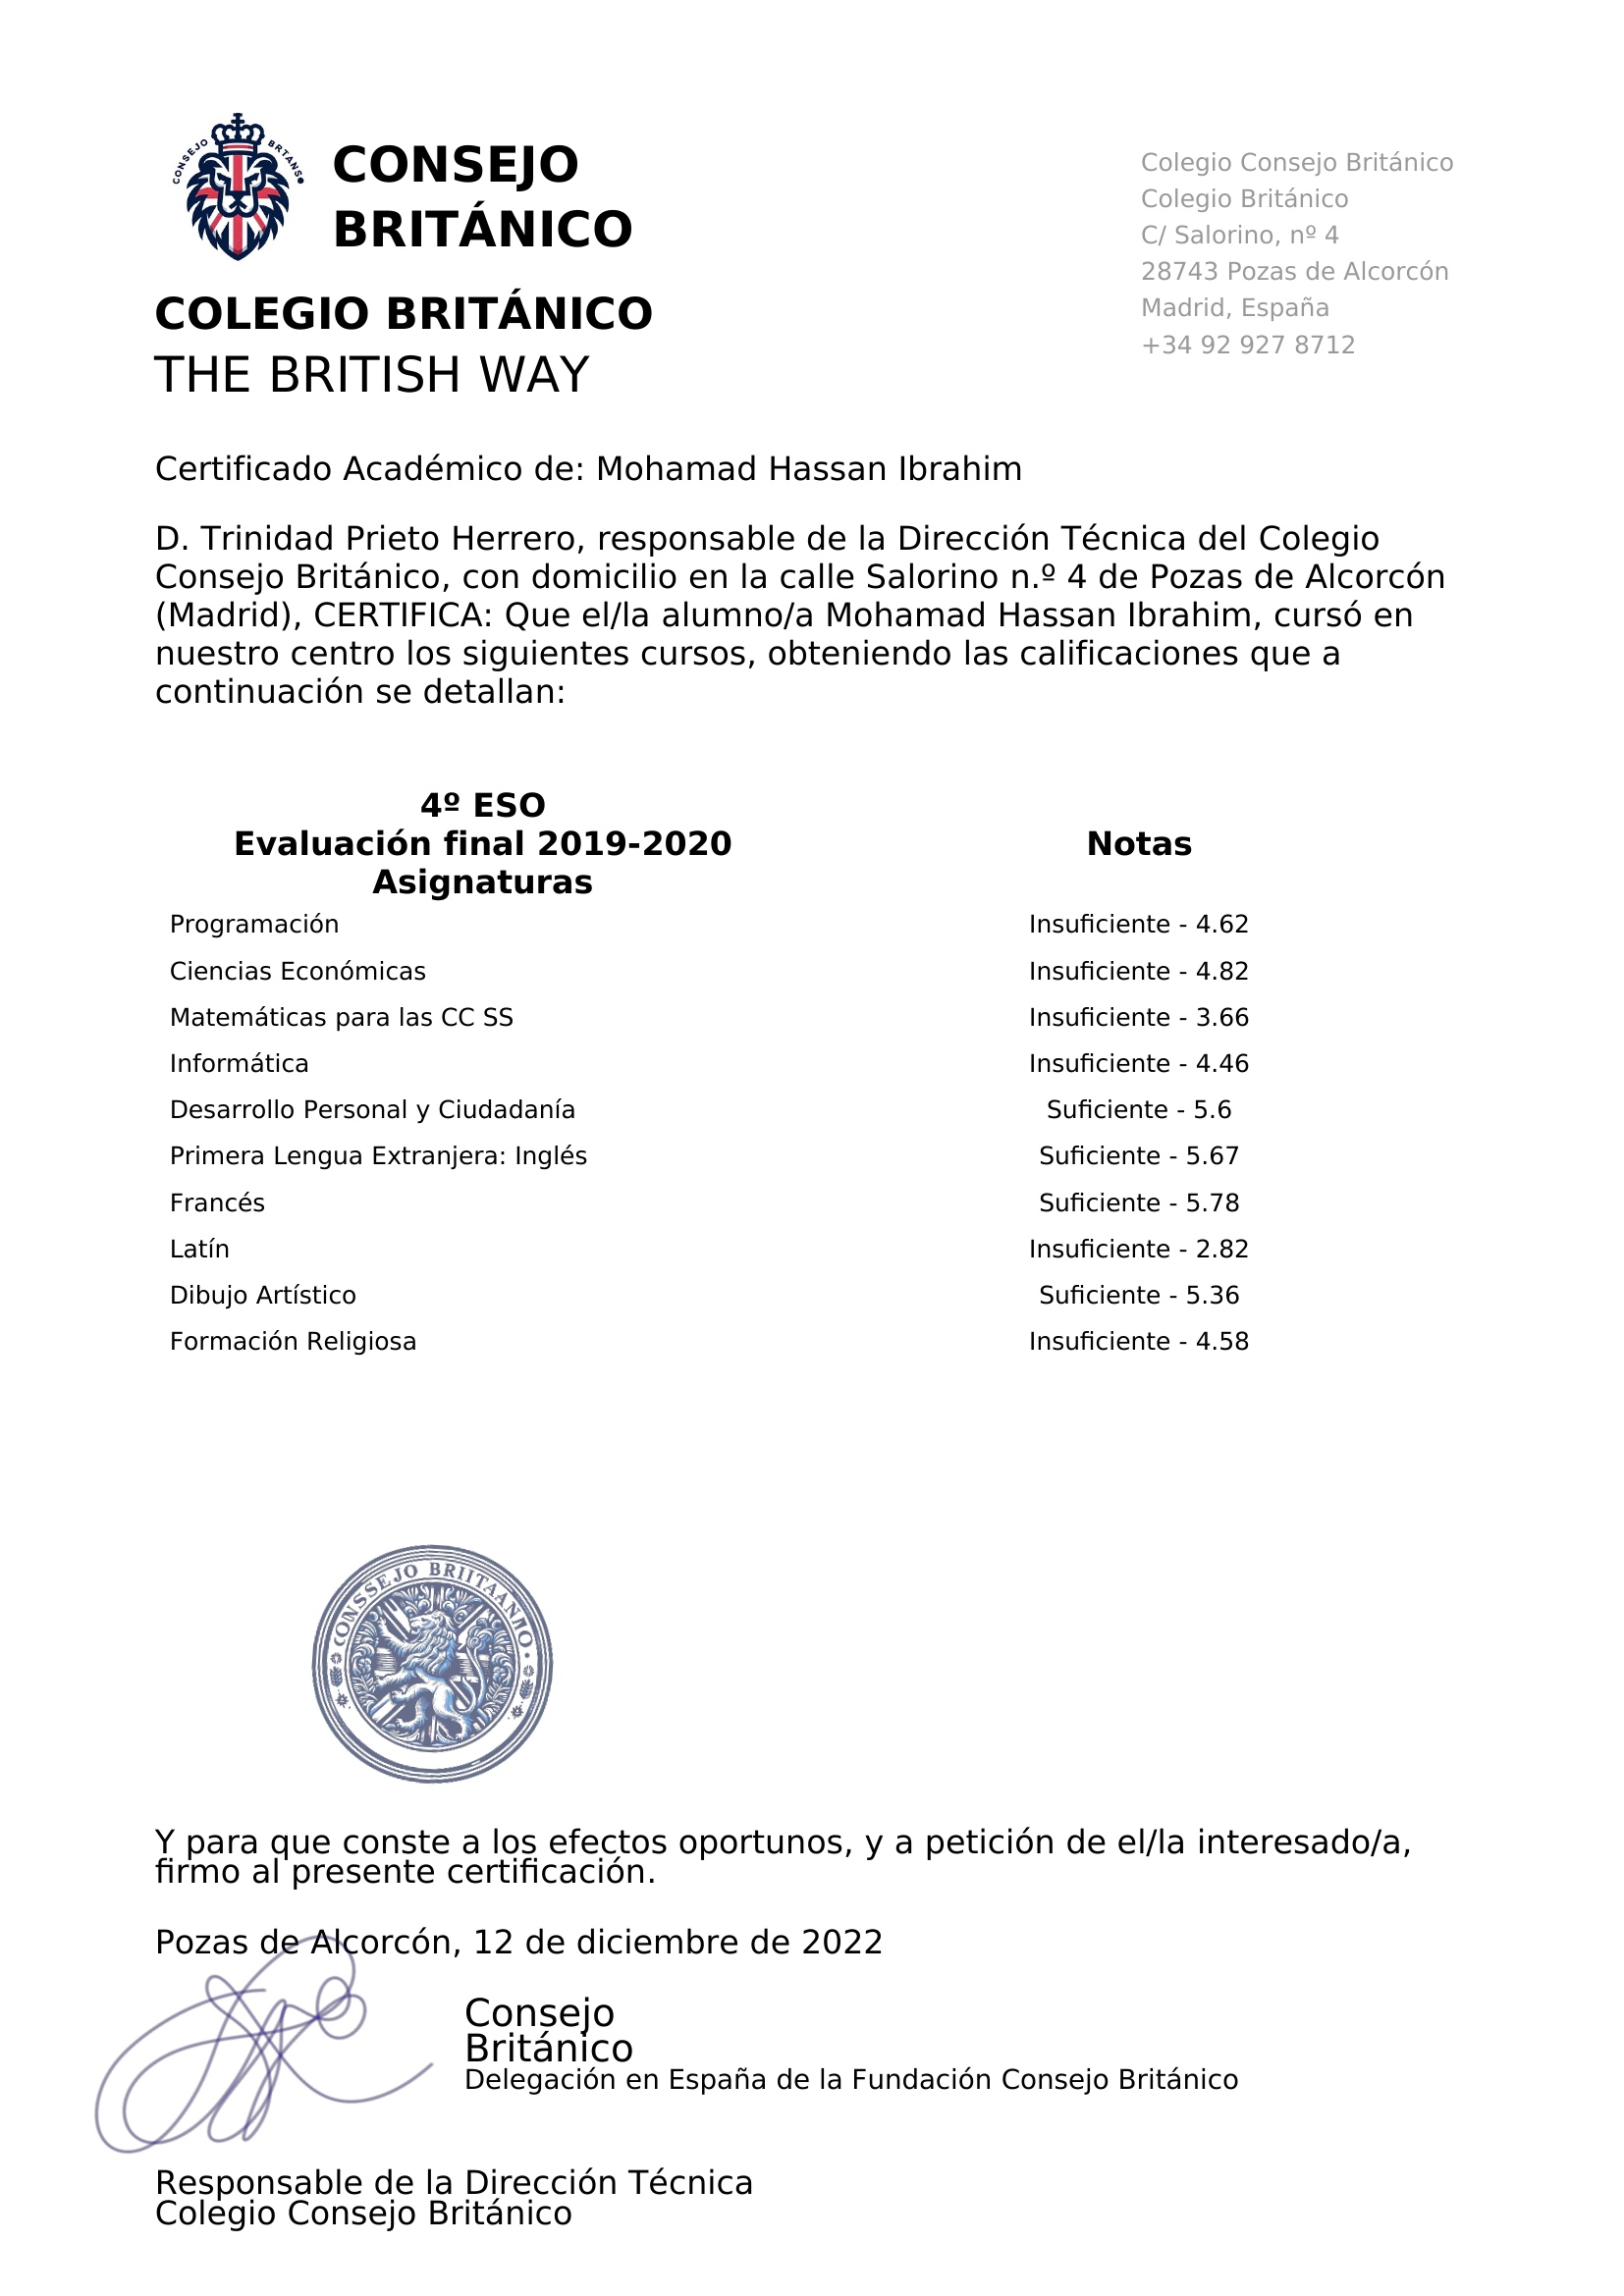 CONSEJO BRTANS
CONSEJO
BRITÁNICO
COLEGIO BRITÁNICO
THE BRITISH WAY
Colegio Consejo Británico
Colegio Británico
C/ Salorino, nº 4
28743 Pozas de Alcorcón
Madrid, España
+34 92 927 8712
Certificado Académico de: Mohamad Hassan Ibrahim
D. Trinidad Prieto Herrero, responsable de la Dirección Técnica del Colegio
Consejo Británico, con domicilio en la calle Salorino n.º 4 de Pozas de Alcorcón
(Madrid), CERTIFICA: Que el/la alumno/a Mohamad Hassan Ibrahim, cursó en
nuestro centro los siguientes cursos, obteniendo las calificaciones que a
continuación se detallan:
4º ESO
Evaluación final 2019-2020 Notas
Asignaturas
Programación Insuficiente - 4.62
Ciencias Económicas Insuficiente - 4.82
Matemáticas para las CC SS Insuficiente - 3.66
Informática Insuficiente - 4.46
Desarrollo Personal y Ciudadanía Suficiente - 5.6
Primera Lengua Extranjera: Inglés Suficiente - 5.67
Francés Suficiente - 5.78
Latín Insuficiente - 2.82
Dibujo Artístico Suficiente - 5.36
Formación Religiosa Insuficiente - 4.58
CONSSEJO BRIITAANNO
Y para que conste a los efectos oportunos, y a petición de el/la interesado/a,
firmo al presente certificación.
Pozas de Alcorcón, 12 de diciembre de 2022
Consejo
Británico
Delegación en España de la Fundación Consejo Británico
Responsable de la Dirección Técnica
Colegio Consejo Británico